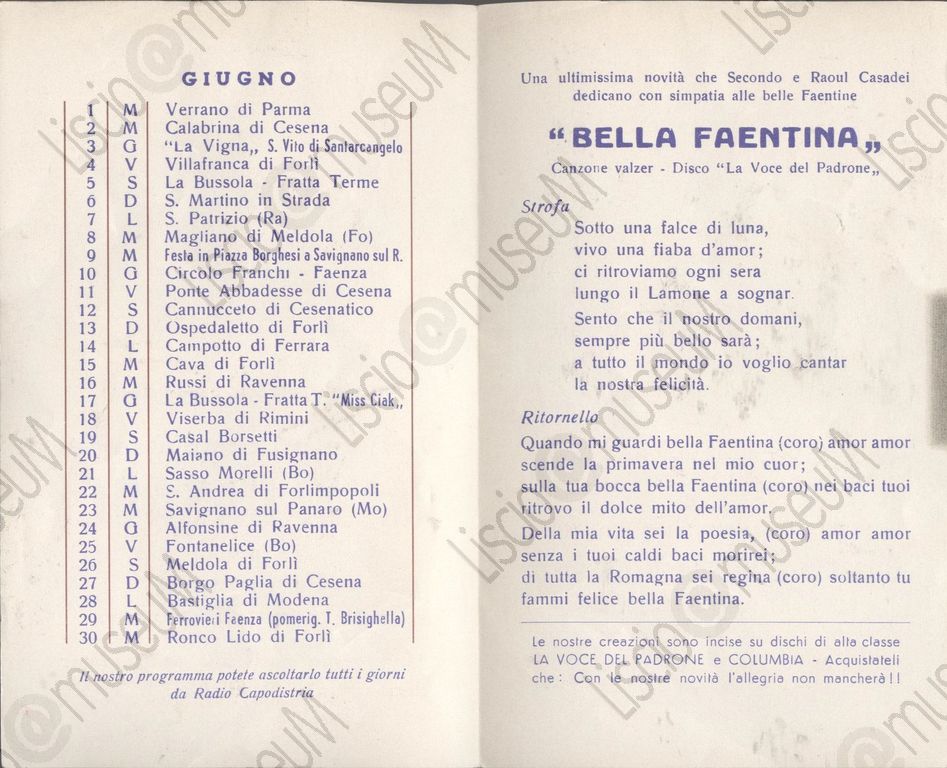 GIUGNO
1 M Verrano di Parma
2 M Calabrina di Cesena
3 G "La Vigna„ S. Vito di Santarcangelo
4 V Villafranca di Forlì
5 S La Bussola - Fratta Terme
6 D S. Martino in Strada
7 L S. Patrizio (Ra)
8 M Magliano di Meldola (Fo)
9 M Festa in Piazza Borghesi a Savignano sul R.
10 G Circolo Franchi - Faenza
11 V Ponte Abbadesse di Cesena
12 S Cannucceto di Cesenatico
13 D Ospedaletto di Forlì
14 L Campotto di Ferrara
15 M Cava di Forlì
16 M Russi di Ravenna
17 G La Bussola - Fratta T. "Miss Ciak„
18 V Viserba di Rimini
19 S Casal Borsetti
20 D Maiano di Fusignano
21 L Sasso Morelli (Bo)
22 M S. Andrea di Forlimpopoli
23 M Savignano sul Panaro (Mo)
24 G Alfonsine di Ravenna
25 V Fontanelice (Bo)
26 S Meldola di Forlì
27 D Borgo Paglia di Cesena
28 L Bastiglia di Modena
29 M Ferrovieri Faenza (pomerig. T. Brisighella)
30 M Ronco Lido di Forlì
Il nostro programma potete ascoltarlo tutti i giorni
da Radio Capodistria
Una ultimissima novità che Secondo e Raoul Casadei
dedicano con simpatia alle belle Faentine
"BELLA FAENTINA„
Canzone valzer - Disco "La Voce del Padrone„
Strofa
Sotto una falce di luna,
vivo una fiaba d'amor;
ci ritroviamo ogni sera
lungo il Lamone a sognar.
Sento che il nostro domani,
sempre più bello sarà;
a tutto il mondo io voglio cantar
la nostra felicità.
Ritornello
Quando mi guardi bella Faentina (coro) amor amor
scende la primavera nel mio cuor;
sulla tua bocca bella Faentina (coro) nei baci tuoi
ritrovo il dolce mito dell'amor.
Della mia vita sei la poesia, (coro) amor amor
senza i tuoi caldi baci morirei;
di tutta la Romagna sei regina (coro) soltanto tu
fammi felice bella Faentina.
Le nostre creazioni sono incise su dischi di alta classe
LA VOCE DEL PADRONE e COLUMBIA - Acquistateli
che: Con le nostre novità l'allegria non mancherà!!
Liscio@museuM
Liscio@museuM
Liscio@museuM
Liscio@museuM
Liscio@museuM